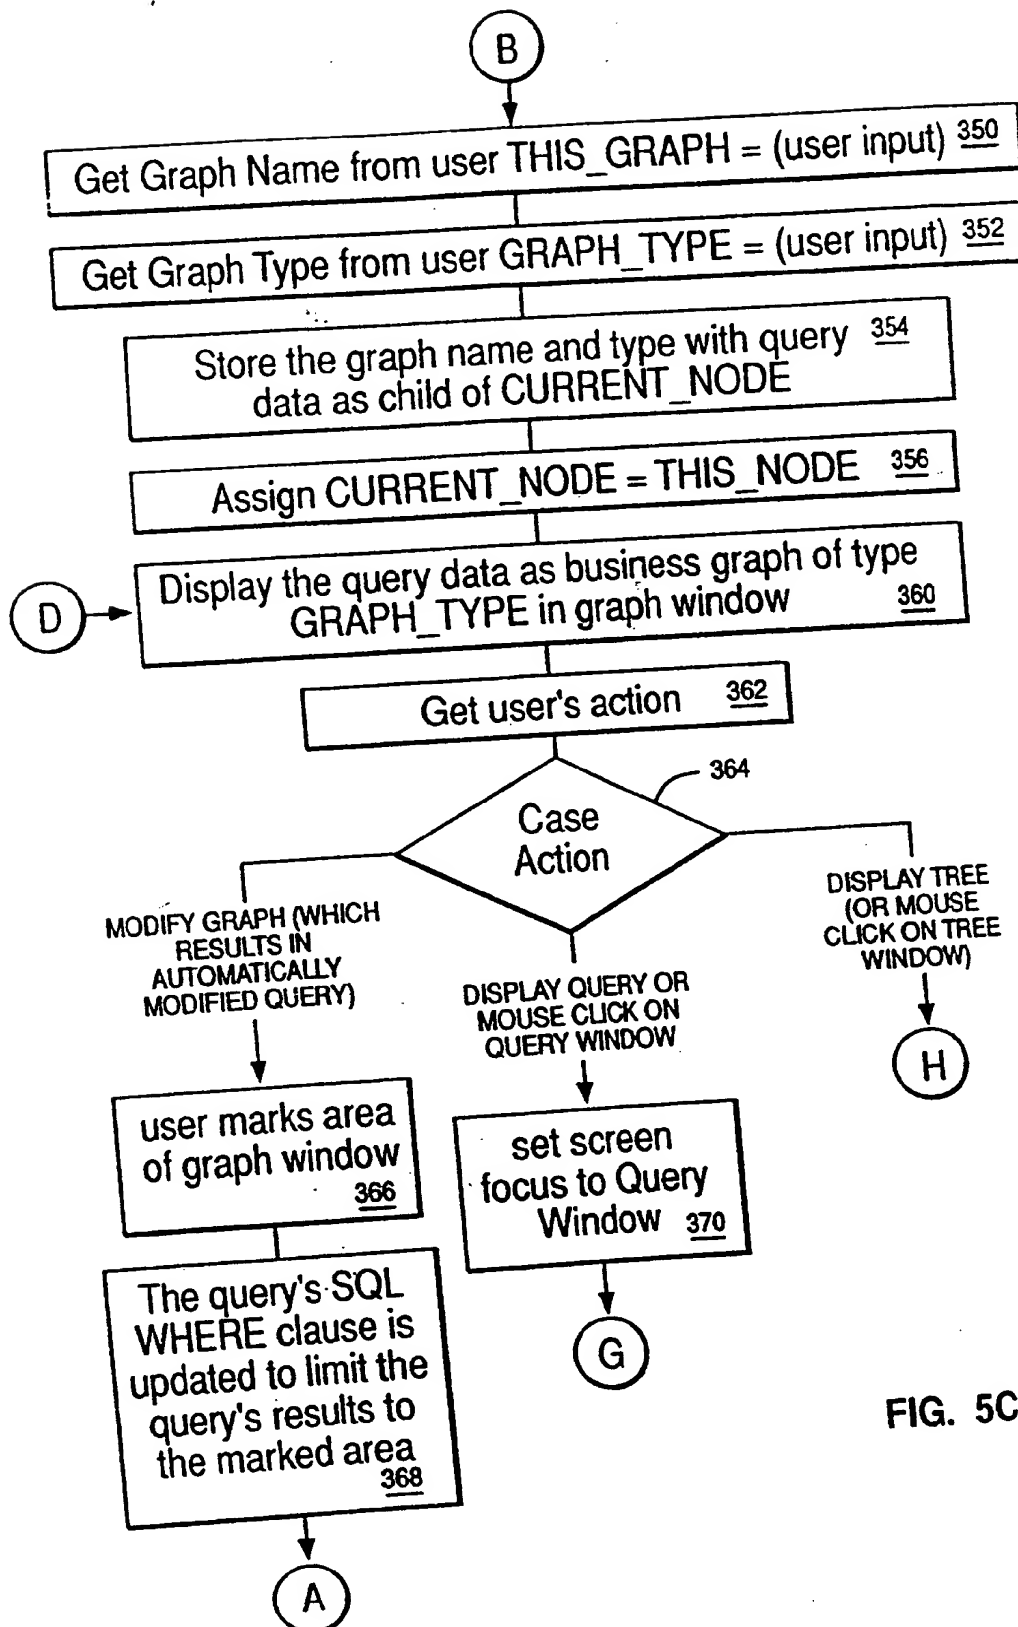 B
Get Graph Name from user THIS_GRAPH = (user input) 350
Get Graph Type from user GRAPH_TYPE = (user input) 352
Store the graph name and type with query 354
data as child of CURRENT_NODE
Assign CURRENT_NODE = THIS_NODE 356
D
Display the query data as business graph of type
GRAPH_TYPE in graph window 360
Get user's action 362
364
Case
Action
MODIFY GRAPH (WHICH
RESULTS IN
AUTOMATICALLY
MODIFIED QUERY)
DISPLAY QUERY OR
MOUSE CLICK ON
QUERY WINDOW
DISPLAY TREE
(OR MOUSE
CLICK ON TREE
WINDOW)
H
user marks area
of graph window
366
set screen
focus to Query
Window 370
G
The query's SQL
WHERE clause is
updated to limit the
query's results to
the marked area
368
A
FIG. 5C